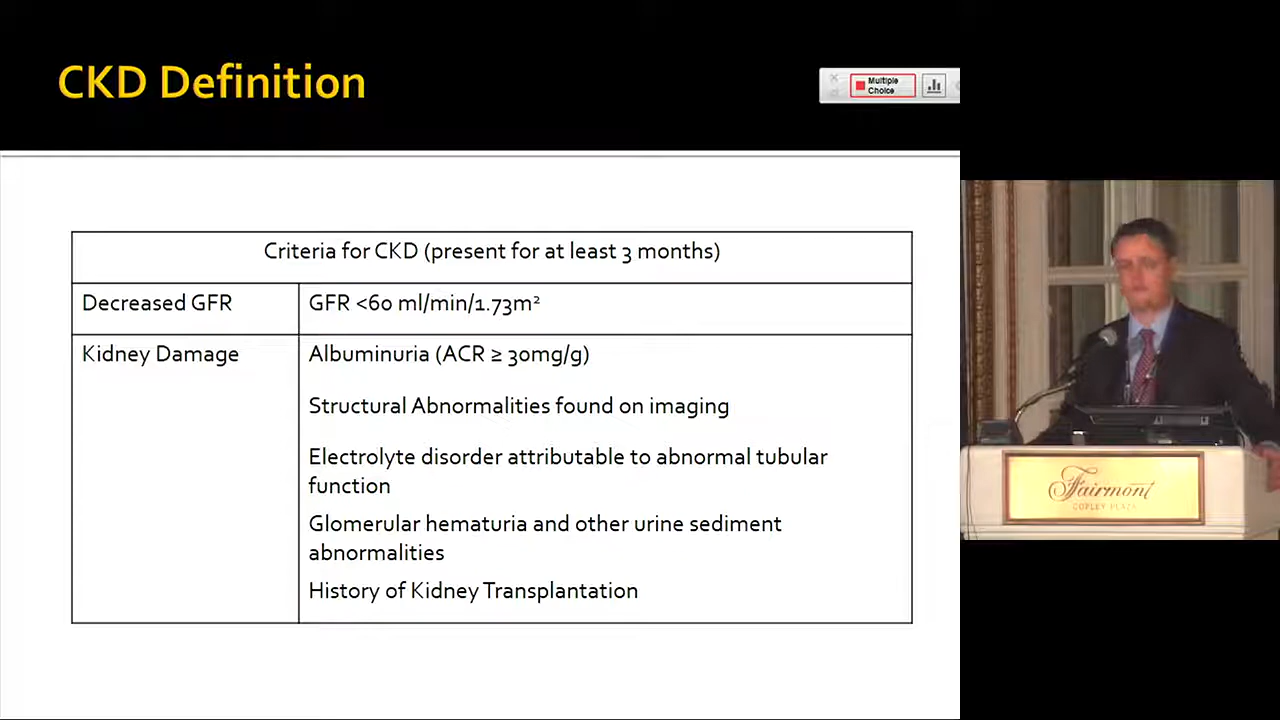 CKD Definition
Multiple
Choice
Criteria for CKD (present for at least 3 months)
Decreased GFR
GFR <60 ml/min/1.73m²
Kidney Damage
Albuminuria (ACR ≥ 30mg/g)
Structural Abnormalities found on imaging
Electrolyte disorder attributable to abnormal tubular
function
Glomerular hematuria and other urine sediment
abnormalities
History of Kidney Transplantation
Fairmont
COPLEY PLAZA